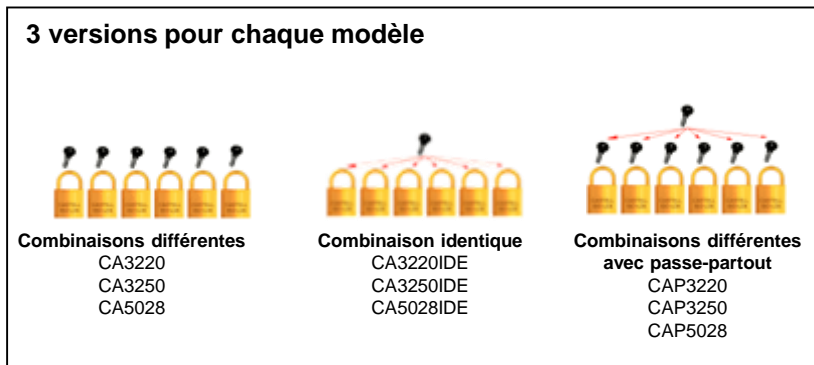 3 versions pour chaque modèle
Combinaisons différentes
CA3220
CA3250
CA5028
Combinaison identique
CA3220IDE
CA3250IDE
CA5028IDE
Combinaisons différentes
avec passe-partout
CAP3220
CAP3250
CAP5028